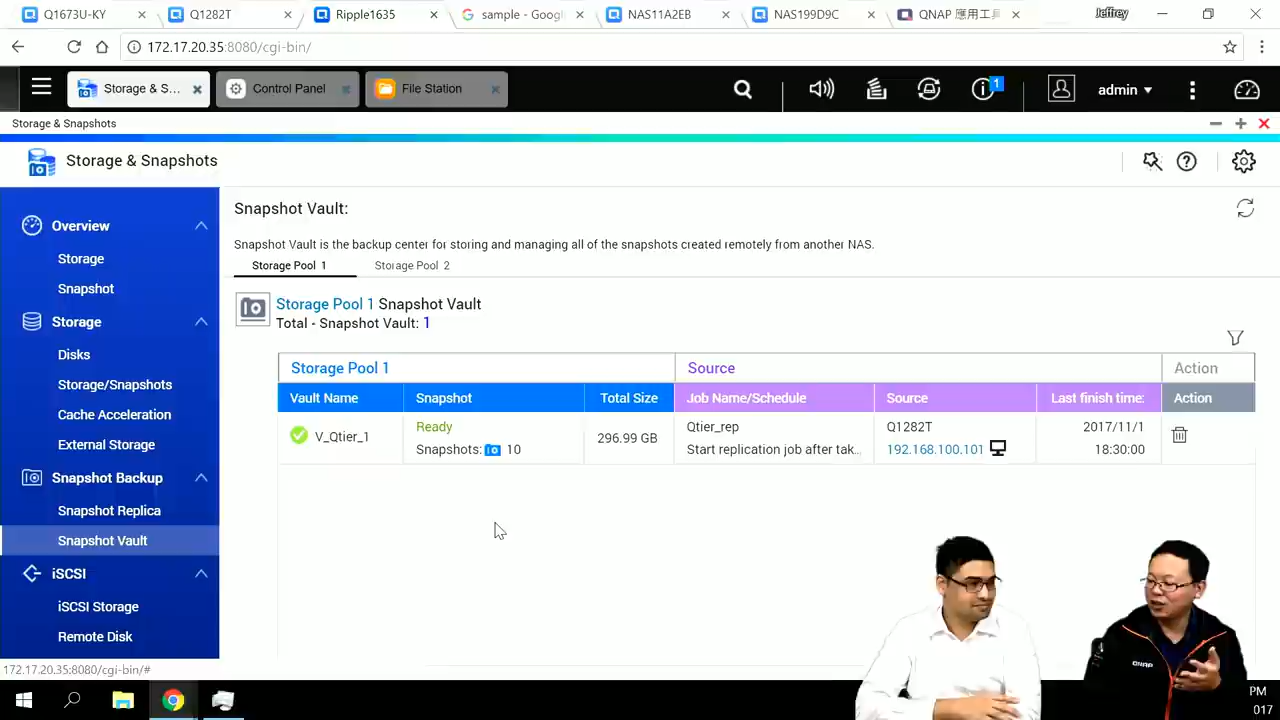 Q1673U-KY
Q1282T
Ripple1635
sample - Googl
NAS11A2EB
NAS199D9C
QNAP 應用工具
Jeffrey
172.17.20.35:8080/cgi-bin/
Storage & S...
Control Panel
File Station
1
admin
Storage & Snapshots
Storage & Snapshots
Overview
Storage
Snapshot
Storage
Disks
Storage/Snapshots
Cache Acceleration
External Storage
Snapshot Backup
Snapshot Replica
Snapshot Vault
iSCSI
iSCSI Storage
Remote Disk
Snapshot Vault:
Snapshot Vault is the backup center for storing and managing all of the snapshots created remotely from another NAS.
Storage Pool 1 Storage Pool 2
Storage Pool 1 Snapshot Vault
Total - Snapshot Vault: 1
Storage Pool 1 Source Action
Vault Name Snapshot Total Size Job Name/Schedule Source Last finish time: Action
V_Qtier_1
Ready
Snapshots: 10
296.99 GB
Qtier_rep
Start replication job after tak...
Q1282T
192.168.100.101
2017/11/1
18:30:00
172.17.20.35:8080/cgi-bin/#
QNAP
PM
017